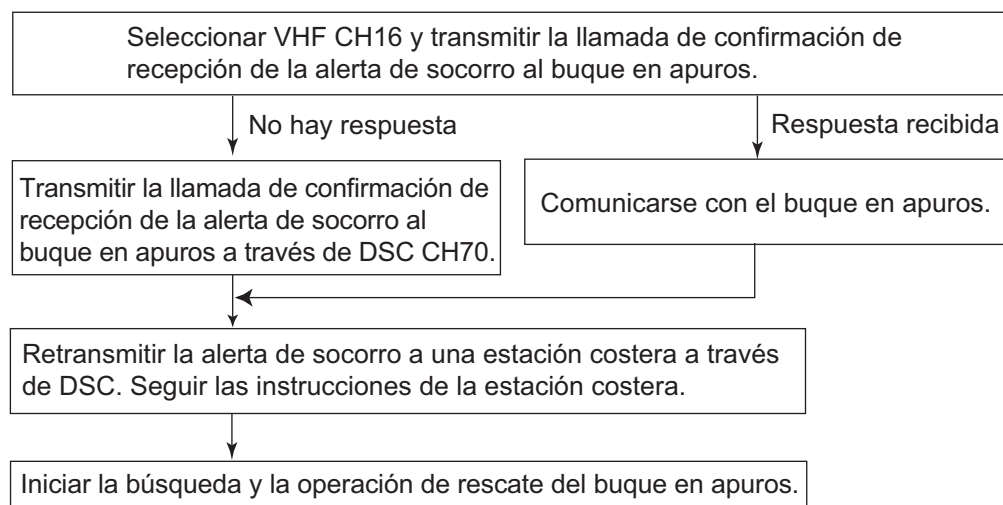 Seleccionar VHF CH16 y transmitir la llamada de confirmación de
recepción de la alerta de socorro al buque en apuros.
No hay respuesta
Respuesta recibida
Transmitir la llamada de confirmación de
recepción de la alerta de socorro al
buque en apuros a través de DSC CH70.
Comunicarse con el buque en apuros.
Retransmitir la alerta de socorro a una estación costera a través
de DSC. Seguir las instrucciones de la estación costera.
Iniciar la búsqueda y la operación de rescate del buque en apuros.